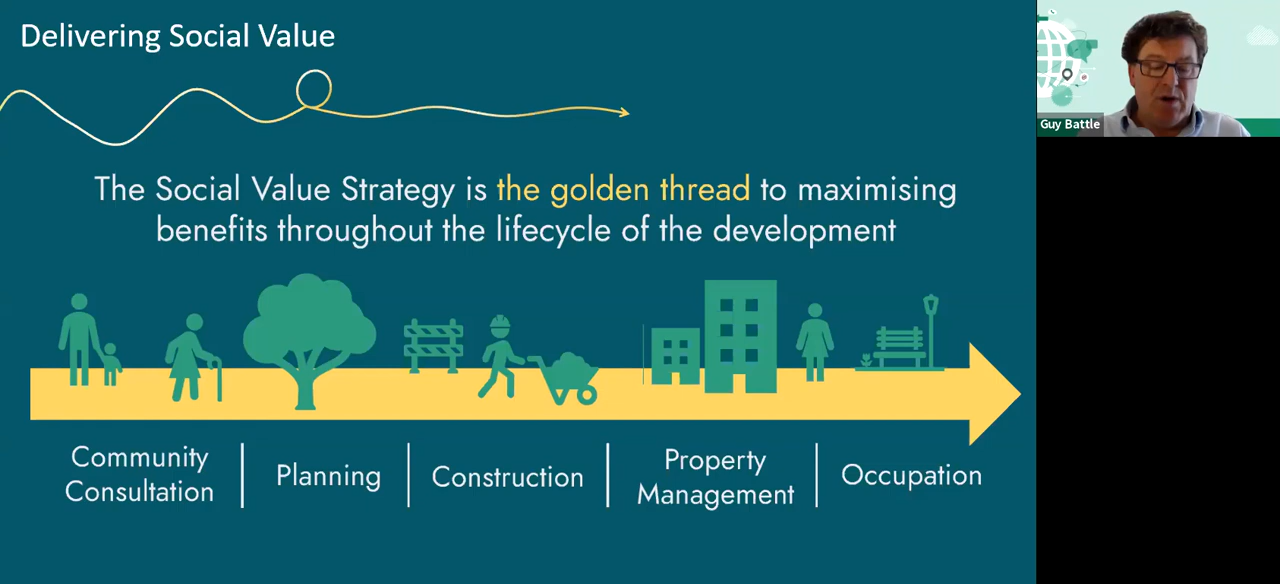 Delivering Social Value
Guy Battle
The Social Value Strategy is the golden thread to maximising
benefits throughout the lifecycle of the development
Community
Consultation
Planning
Construction
Property
Management
Occupation